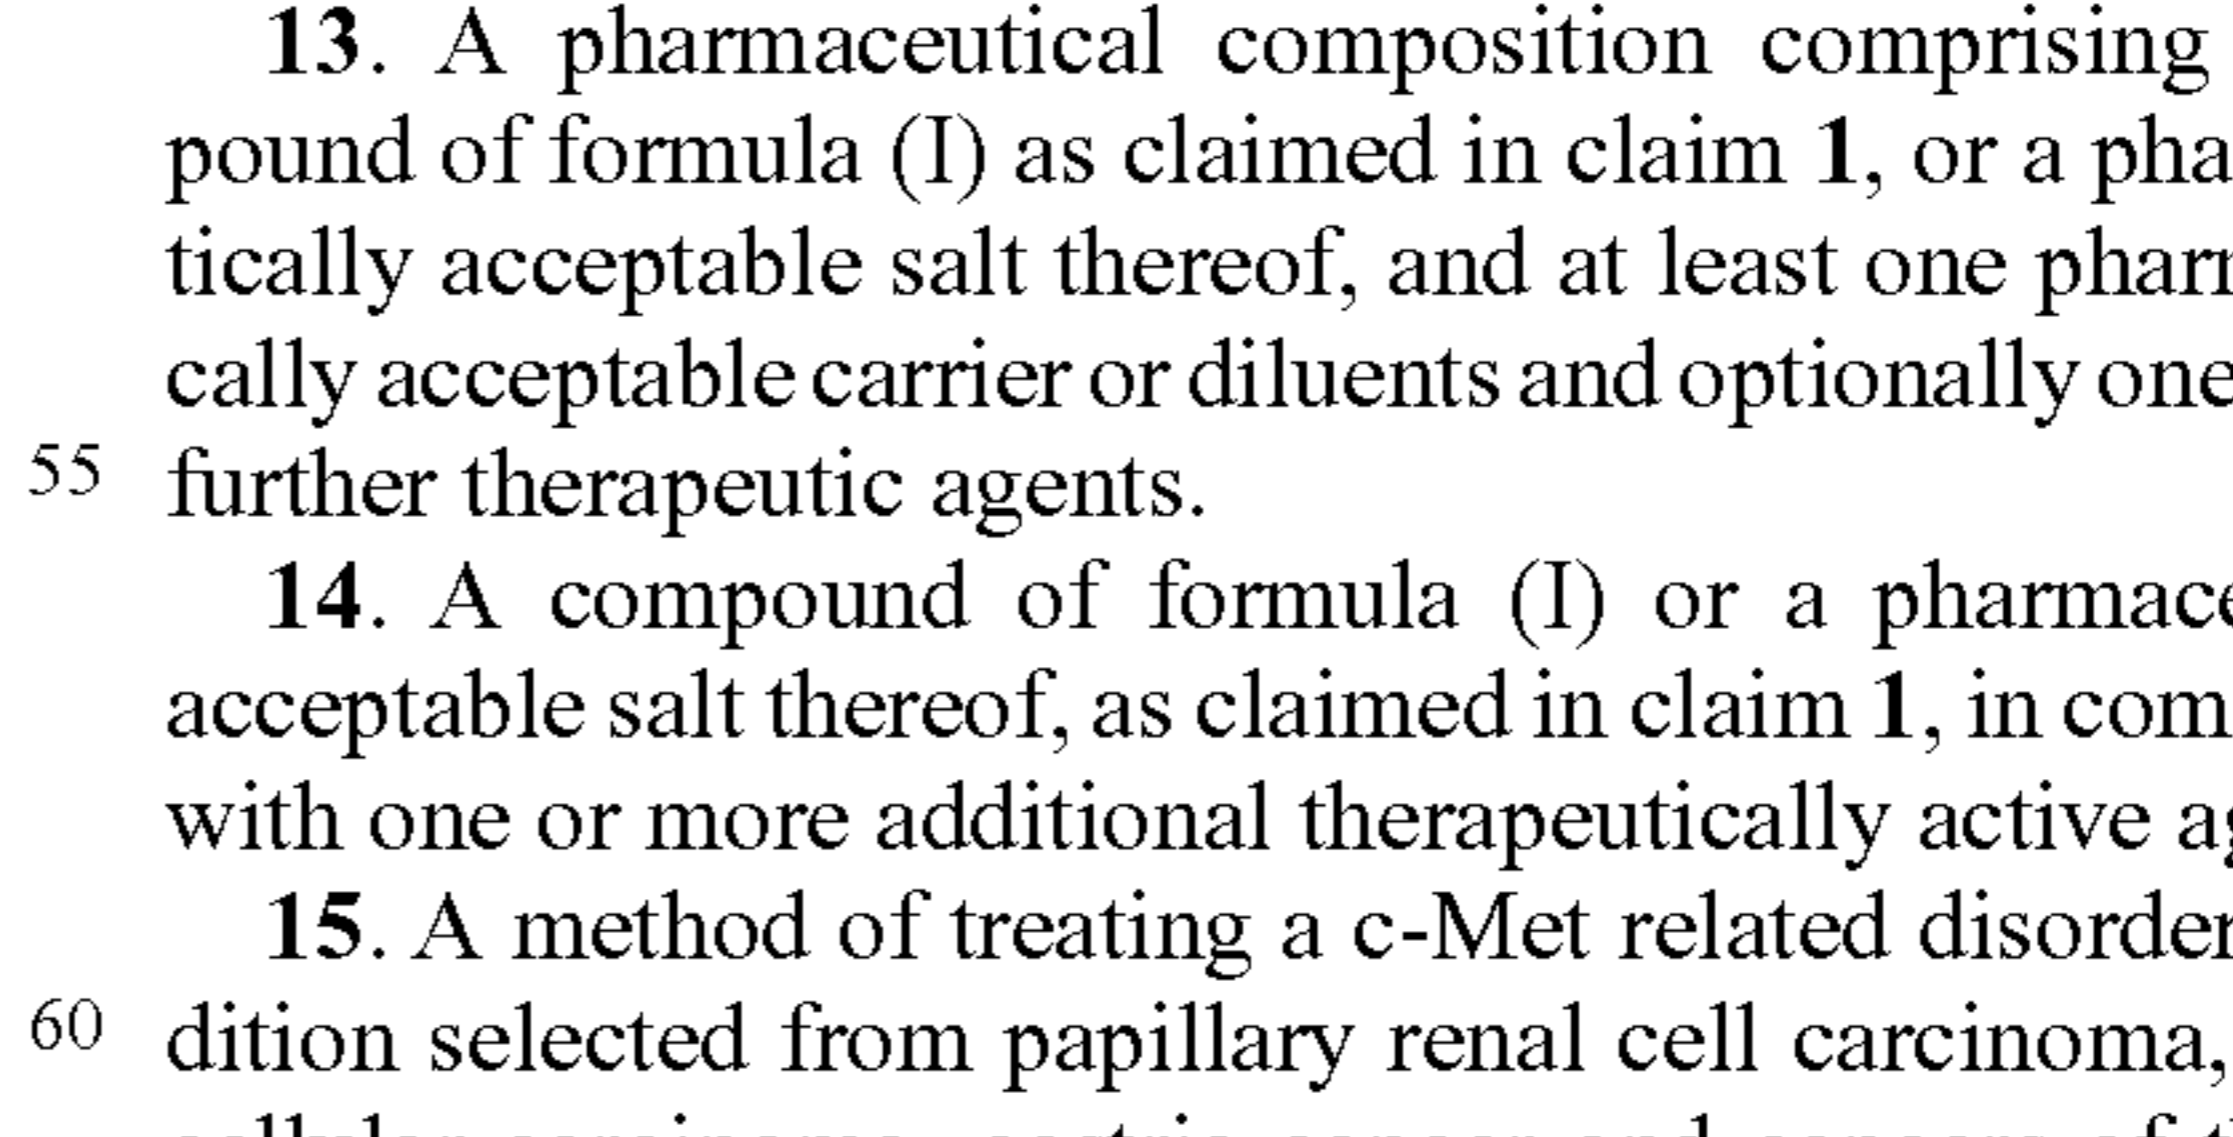 13. A pharmaceutical composition comprising
pound of formula (I) as claimed in claim 1, or a pha
tically acceptable salt thereof, and at least one phar
cally acceptable carrier or diluents and optionally one
55 further therapeutic agents.
14. A compound of formula (I) or a pharmace
acceptable salt thereof, as claimed in claim 1, in com
with one or more additional therapeutically active ag
15. A method of treating a c-Met related disorder
60 dition selected from papillary renal cell carcinoma,